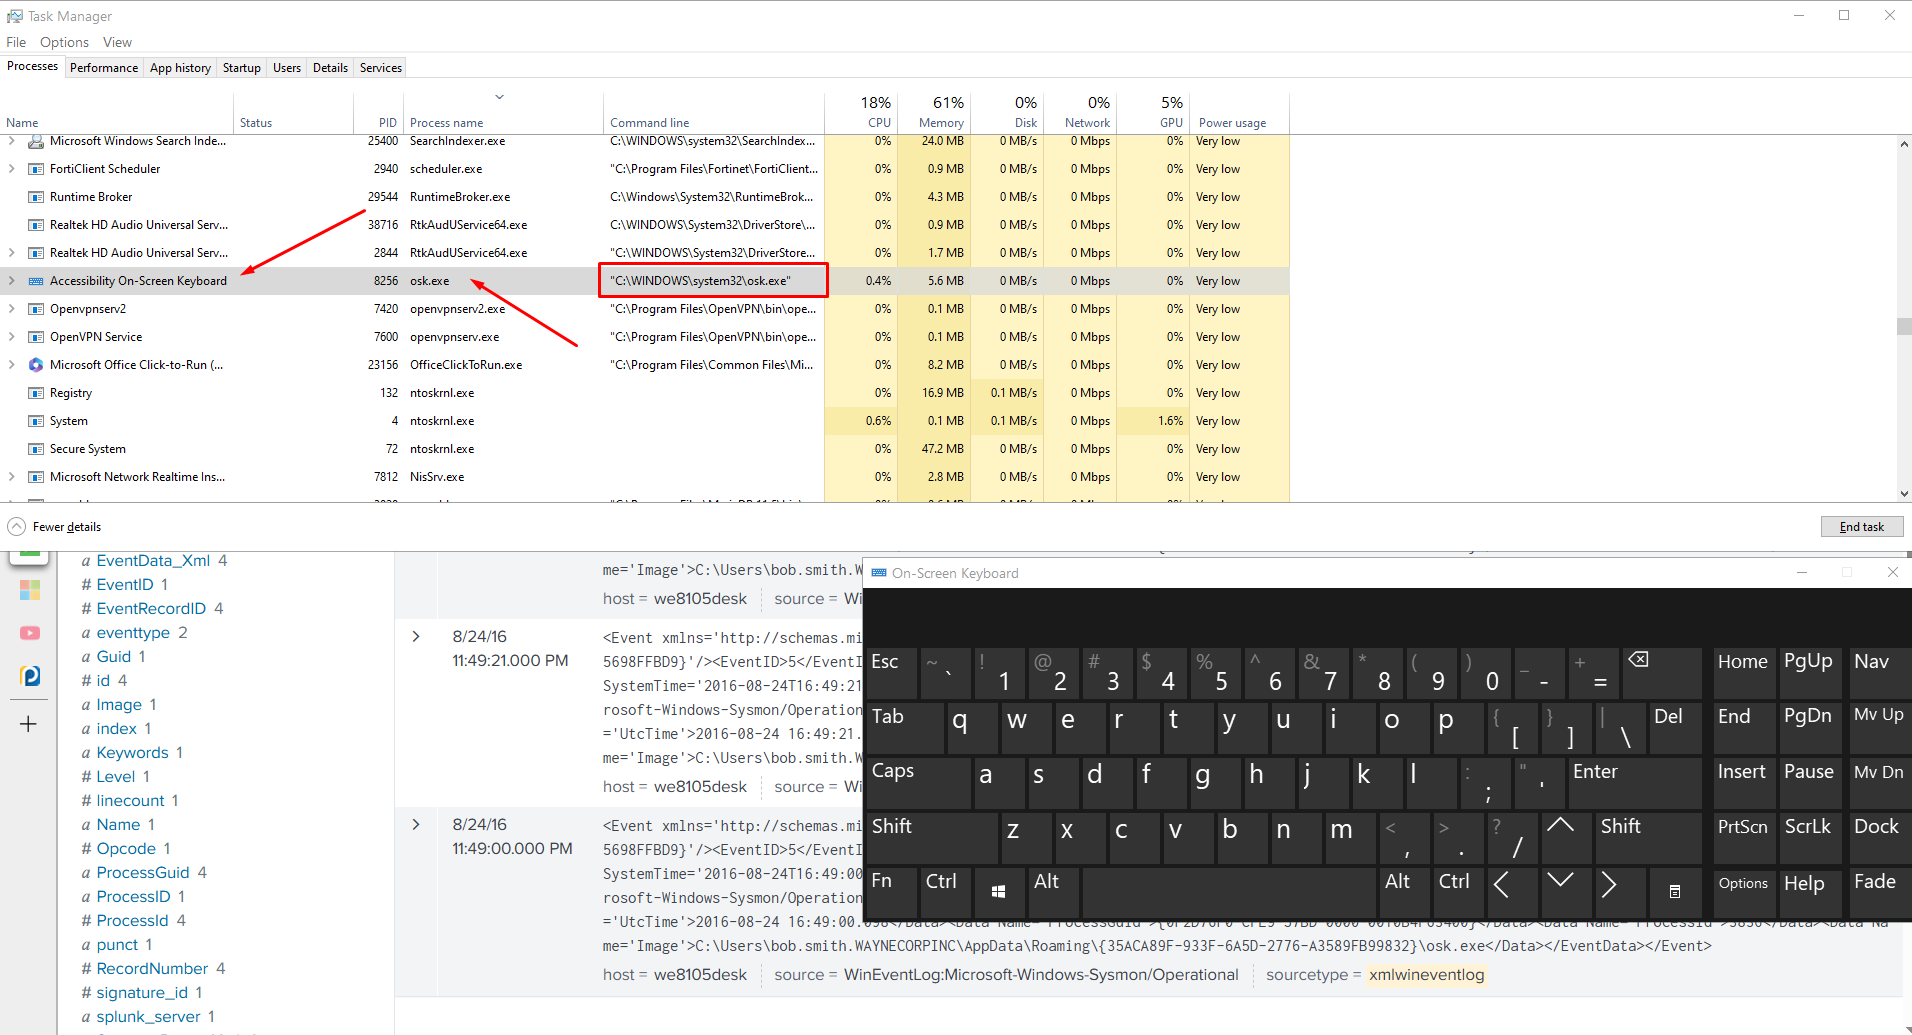 Task Manager
File Options View
Processes Performance App history Startup Users Details Services
18% 61% 0% 0% 5%
Name Status PID Process name Command line CPU Memory Disk Network GPU Power usage
Microsoft Windows Search Inde... 25400 SearchIndexer.exe C:\WINDOWS\system32\SearchIndex... 0% 24.0 MB 0 MB/s 0 Mbps 0% Very low
FortiClient Scheduler 2940 scheduler.exe "C:\Program Files\Fortinet\FortiClient... 0% 0.9 MB 0 MB/s 0 Mbps 0% Very low
Runtime Broker 29544 RuntimeBroker.exe C:\Windows\System32\RuntimeBrok... 0% 4.3 MB 0 MB/s 0 Mbps 0% Very low
Realtek HD Audio Universal Serv... 38716 RtkAudUService64.exe C:\WINDOWS\System32\DriverStore\... 0% 0.9 MB 0 MB/s 0 Mbps 0% Very low
Realtek HD Audio Universal Serv... 2844 RtkAudUService64.exe "C:\WINDOWS\System32\DriverStore... 0% 1.7 MB 0 MB/s 0 Mbps 0% Very low
Accessibility On-Screen Keyboard 8256 osk.exe "C:\WINDOWS\system32\osk.exe" 0.4% 5.6 MB 0 MB/s 0 Mbps 0% Very low
Openvpnserv2 7420 openvpnserv2.exe "C:\Program Files\OpenVPN\bin\ope... 0% 0.1 MB 0 MB/s 0 Mbps 0% Very low
OpenVPN Service 7600 openvpnserv.exe "C:\Program Files\OpenVPN\bin\ope... 0% 0.1 MB 0 MB/s 0 Mbps 0% Very low
Microsoft Office Click-to-Run (... 23156 OfficeClickToRun.exe "C:\Program Files\Common Files\Mi... 0% 8.2 MB 0 MB/s 0 Mbps 0% Very low
Registry 132 ntoskrnl.exe 0% 16.9 MB 0.1 MB/s 0 Mbps 0% Very low
System 4 ntoskrnl.exe 0.6% 0.1 MB 0.1 MB/s 0 Mbps 1.6% Very low
Secure System 72 ntoskrnl.exe 0% 47.2 MB 0 MB/s 0 Mbps 0% Very low
Microsoft Network Realtime Ins... 7812 NisSrv.exe 0% 2.8 MB 0 MB/s 0 Mbps 0% Very low
Fewer details End task
a EventData_Xml 4
# EventID 1
# EventRecordID 4
a eventtype 2
a Guid 1
# id 4
a Image 1
a index 1
a Keywords 1
# Level 1
# linecount 1
a Name 1
# Opcode 1
a ProcessGuid 4
a ProcessID 1
# ProcessId 4
a punct 1
# RecordNumber 4
# signature_id 1
a splunk_server 1
me='Image'>C:\Users\bob.smith.W
host = we8105desk source = Wi
8/24/16
11:49:21.000 PM
<Event xmlns='http://schemas.mi
5698FFBD9}'/><EventID>5</EventI
SystemTime='2016-08-24T16:49:21
rosoft-Windows-Sysmon/Operation
='UtcTime'>2016-08-24 16:49:21.
me='Image'>C:\Users\bob.smith.W
host = we8105desk source = Wi
8/24/16
11:49:00.000 PM
<Event xmlns='http://schemas.mi
5698FFBD9}'/><EventID>5</EventI
SystemTime='2016-08-24T16:49:00
rosoft-Windows-Sysmon/Operation
='UtcTime'>2016-08-24 16:49:00.
me='Image'>C:\Users\bob.smith.WAYNECORPINC\AppData\Roaming\{35ACA89F-933F-6A5D-2776-A3589FB99832}\osk.exe</Data></EventData></Event>
host = we8105desk source = WinEventLog:Microsoft-Windows-Sysmon/Operational sourcetype = xmlwineventlog
On-Screen Keyboard
Esc ~ ` ! 1 @ 2 # 3 $ 4 % 5 ^ 6 & 7 * 8 ( 9 ) 0 _ - + = Home PgUp Nav
Tab q w e r t y u i o p { [ } ] | \ Del End PgDn Mv Up
Caps a s d f g h j k l : ; " ' Enter Insert Pause Mv Dn
Shift z x c v b n m < , > . ? / Shift PrtScn ScrLk Dock
Fn Ctrl Alt Alt Ctrl Options Help Fade